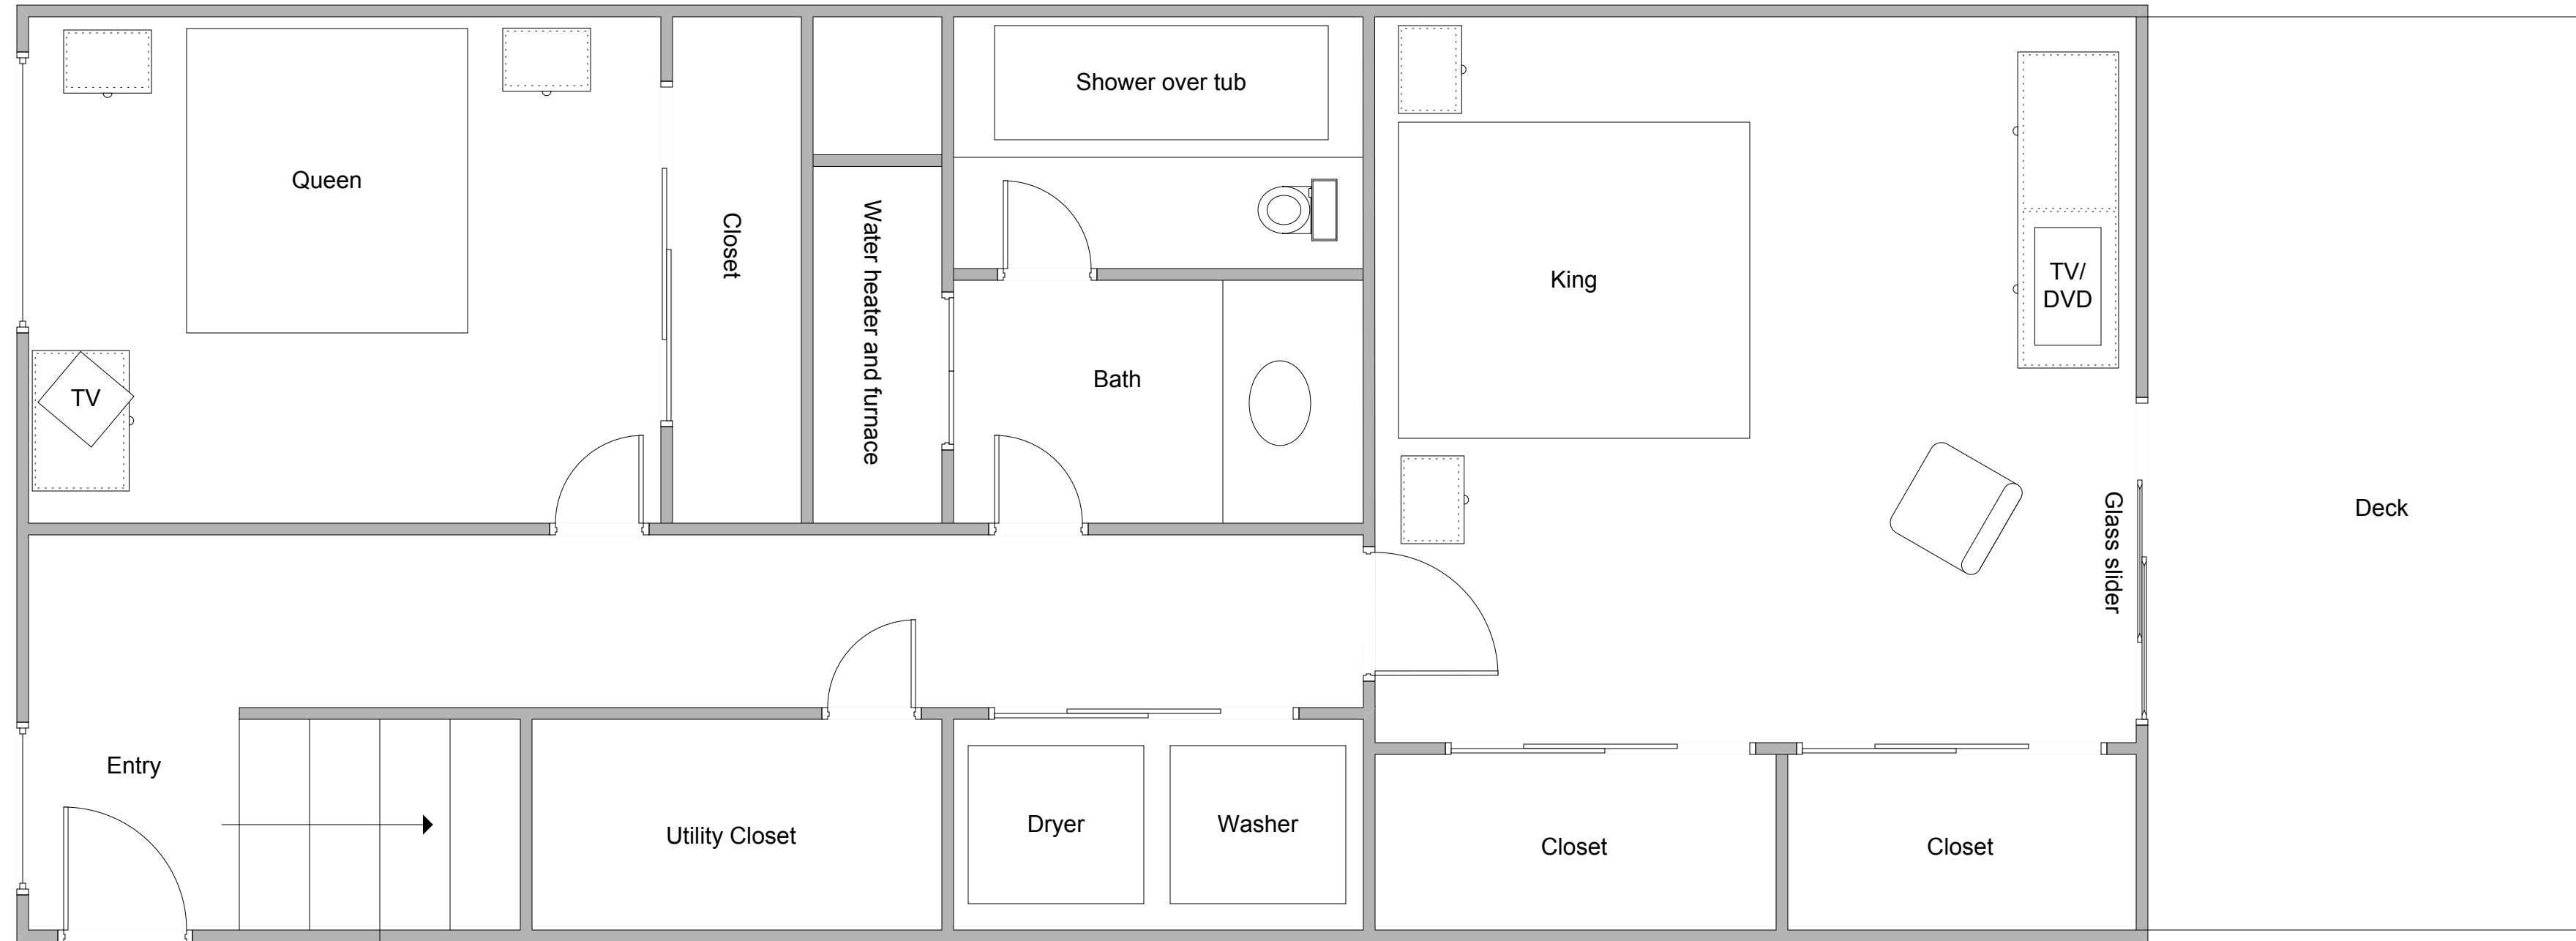 Shower over tub
Queen
Closet
Water heater and furnace
King
TV/
DVD
TV
Bath
Glass slider
Deck
Entry
Utility Closet
Dryer
Washer
Closet
Closet